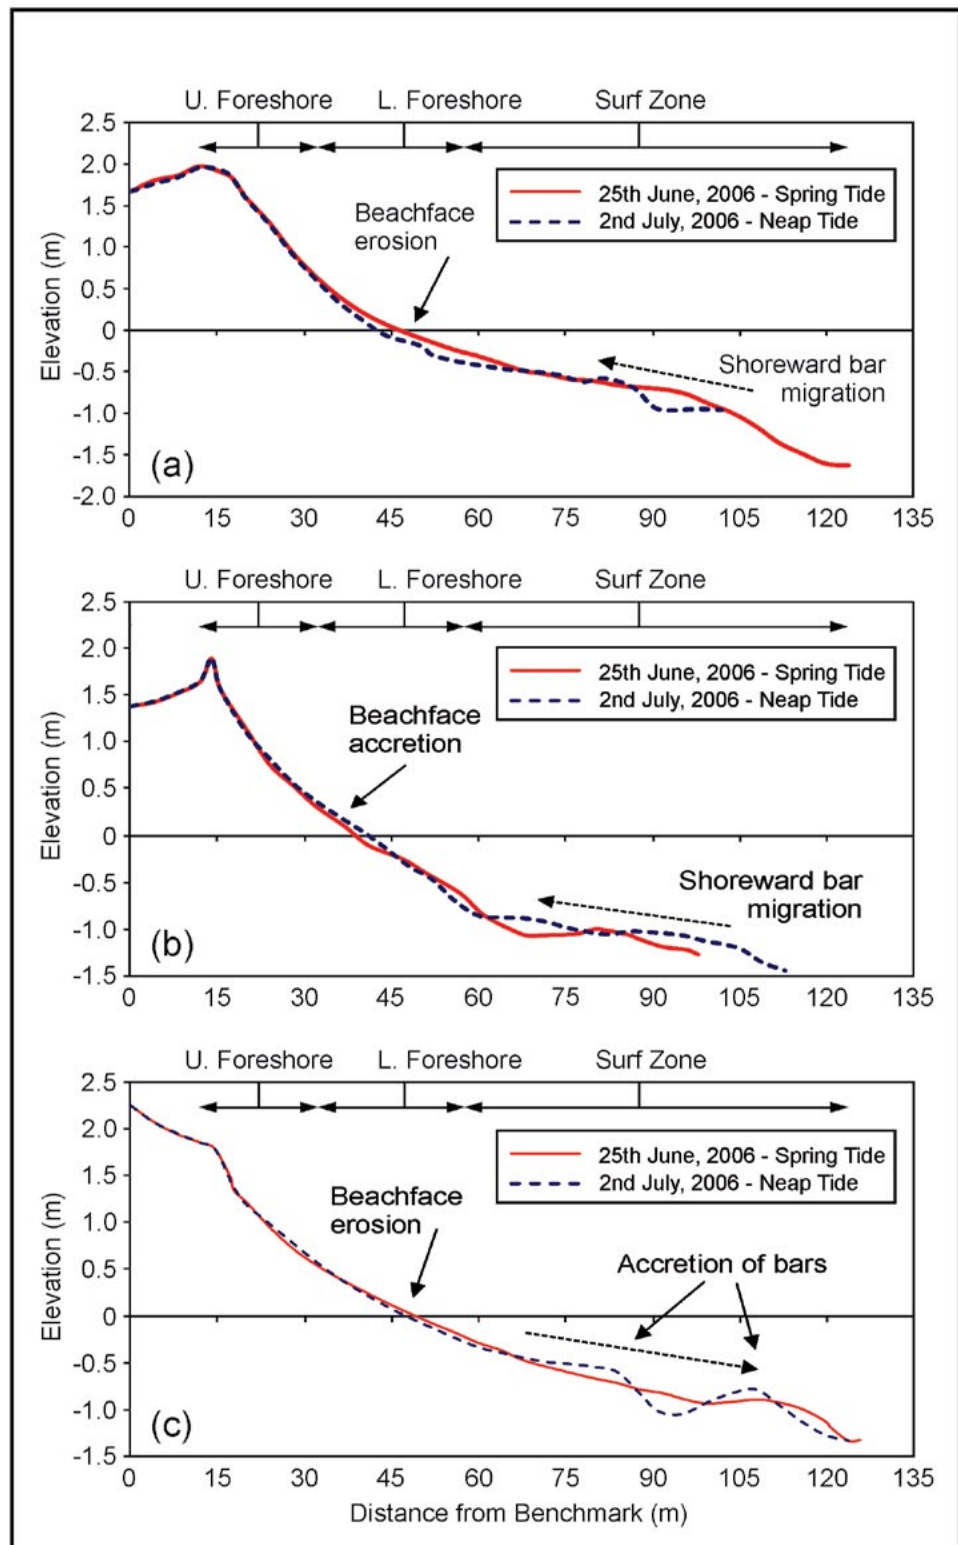 U. Foreshore L. Foreshore Surf Zone
2.5
2.0
1.5
1.0
0.5
0
-0.5
-1.0
-1.5
-2.0
Elevation (m)
25th June, 2006 - Spring Tide
2nd July, 2006 - Neap Tide
Beachface
erosion
Shoreward bar
migration
(a)
0 15 30 45 60 75 90 105 120 135
U. Foreshore L. Foreshore Surf Zone
2.5
2.0
1.5
1.0
0.5
0
-0.5
-1.0
-1.5
Elevation (m)
25th June, 2006 - Spring Tide
2nd July, 2006 - Neap Tide
Beachface
accretion
Shoreward bar
migration
(b)
0 15 30 45 60 75 90 105 120 135
U. Foreshore L. Foreshore Surf Zone
2.5
2.0
1.5
1.0
0.5
0
-0.5
-1.0
-1.5
Elevation (m)
25th June, 2006 - Spring Tide
2nd July, 2006 - Neap Tide
Beachface
erosion
Accretion of bars
(c)
0 15 30 45 60 75 90 105 120 135
Distance from Benchmark (m)